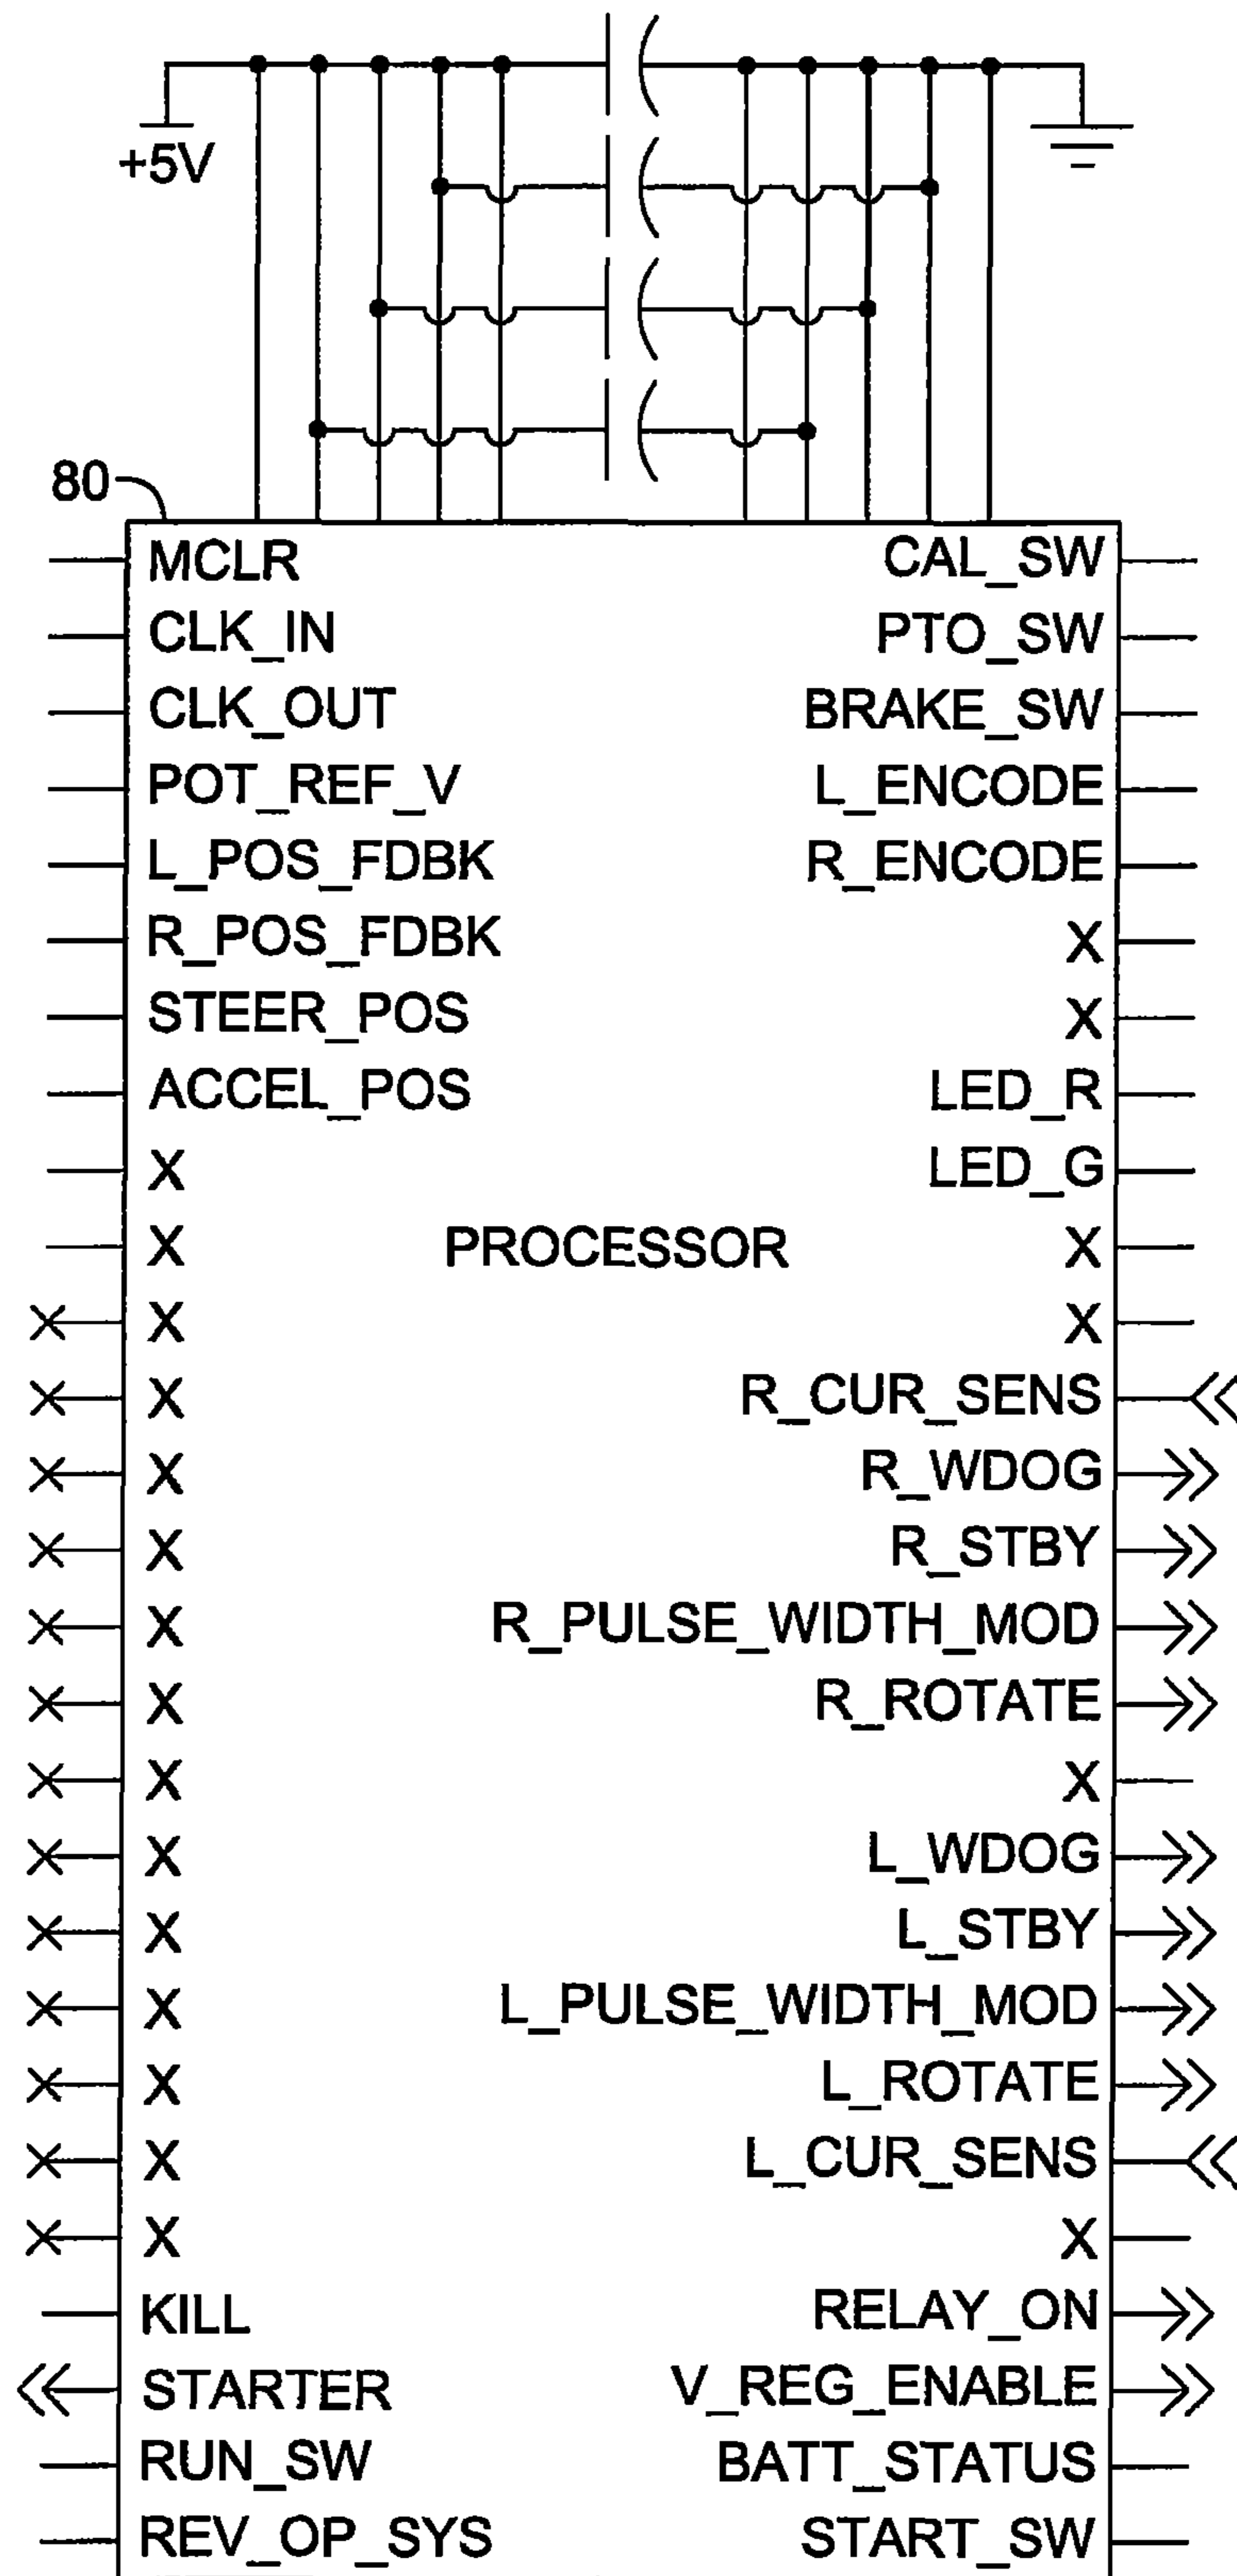 +5V
80
MCLR CAL_SW
CLK_IN PTO_SW
CLK_OUT BRAKE_SW
POT_REF_V L_ENCODE
L_POS_FDBK R_ENCODE
R_POS_FDBK X
STEER_POS X
ACCEL_POS LED_R
X LED_G
X PROCESSOR X
X X
X R_CUR_SENS
X R_WDOG
X R_STBY
X R_PULSE_WIDTH_MOD
X R_ROTATE
X X
X L_WDOG
X L_STBY
X L_PULSE_WIDTH_MOD
X L_ROTATE
X L_CUR_SENS
X X
KILL RELAY_ON
STARTER V_REG_ENABLE
RUN_SW BATT_STATUS
REV_OP_SYS START_SW